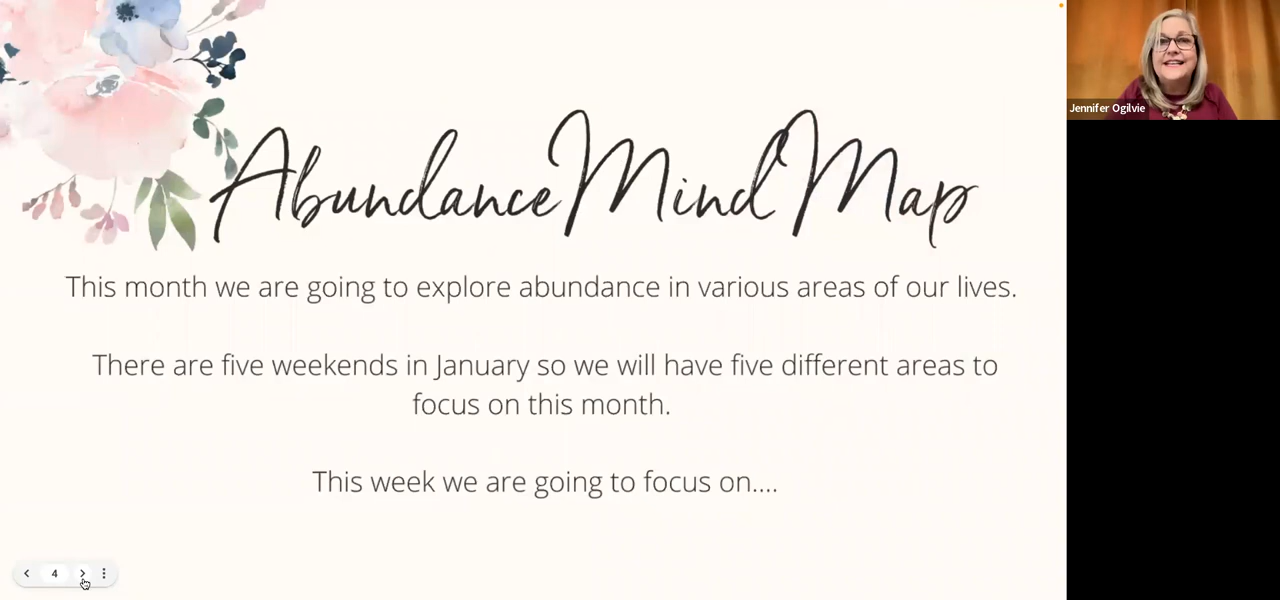 Abundance Mind Map
This month we are going to explore abundance in various areas of our lives.
There are five weekends in January so we will have five different areas to
focus on this month.
This week we are going to focus on....
4
Jennifer Ogilvie